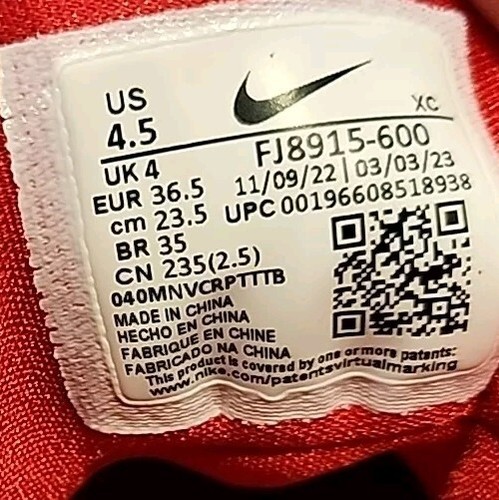 US
4.5
XC
UK 4
FJ8915-600
EUR 36.5
11/09/22 | 03/03/23
cm 23.5
UPC 00196608518938
BR 35
CN 235(2.5)
040MNVCRPTTTB
MADE IN CHINA
HECHO EN CHINA
FABRIQUE EN CHINE
FABRICADO NA CHINA
This product is covered by one or more patents:
www.nike.com/patentsvirtualmarking